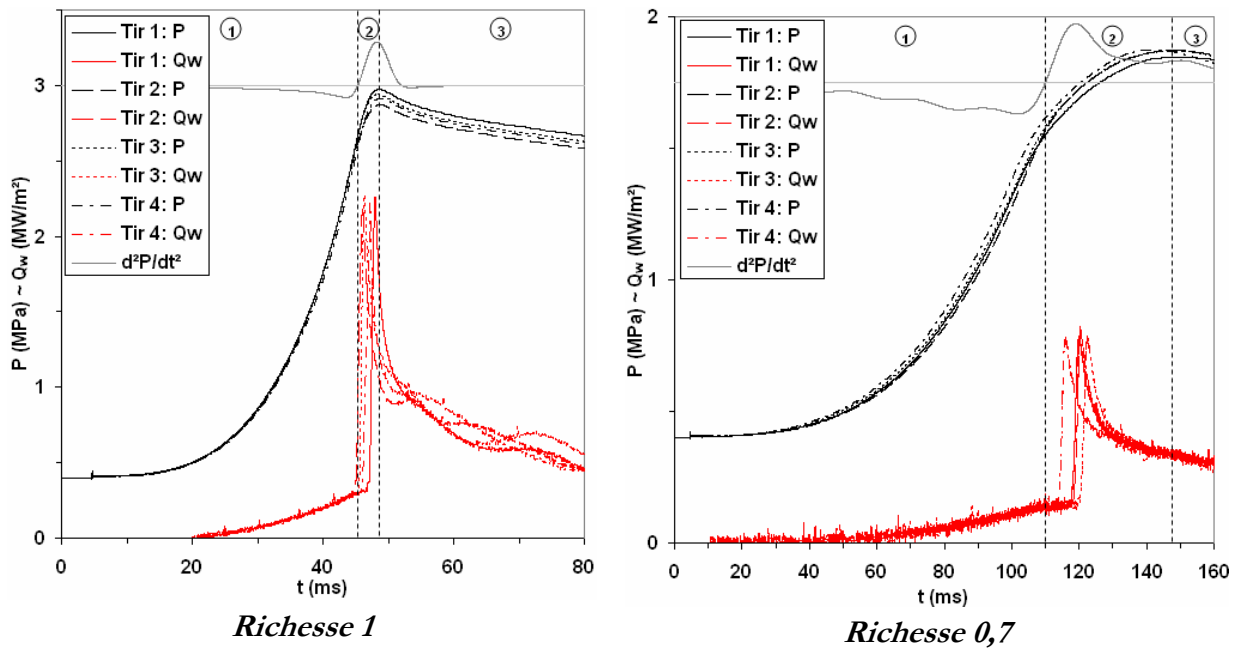 ① ② ③
Tir 1: P
Tir 1: Qw
Tir 2: P
Tir 2: Qw
Tir 3: P
Tir 3: Qw
Tir 4: P
Tir 4: Qw
d²P/dt²
P (MPa) ~ Qw (MW/m²)
3
2
1
0
0 20 40 60 80
t (ms)
Richesse 1
① ② ③
Tir 1: P
Tir 1: Qw
Tir 2: P
Tir 2: Qw
Tir 3: P
Tir 3: Qw
Tir 4: P
Tir 4: Qw
d²P/dt²
P (MPa) ~ Qw (MW/m²)
2
1
0
0 20 40 60 80 100 120 140 160
t (ms)
Richesse 0,7